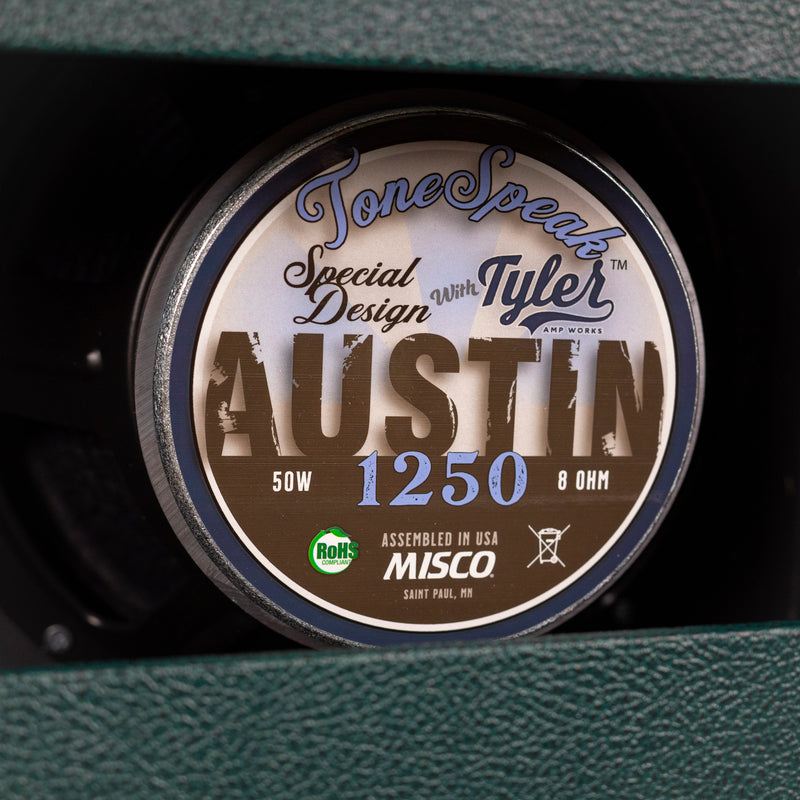 ToneSpeak
Special Design With Tyler™
AMP WORKS
AUSTIN
1250
50W
8 OHM
RoHS
COMPLIANT
ASSEMBLED IN USA
MISCO®
SAINT PAUL, MN